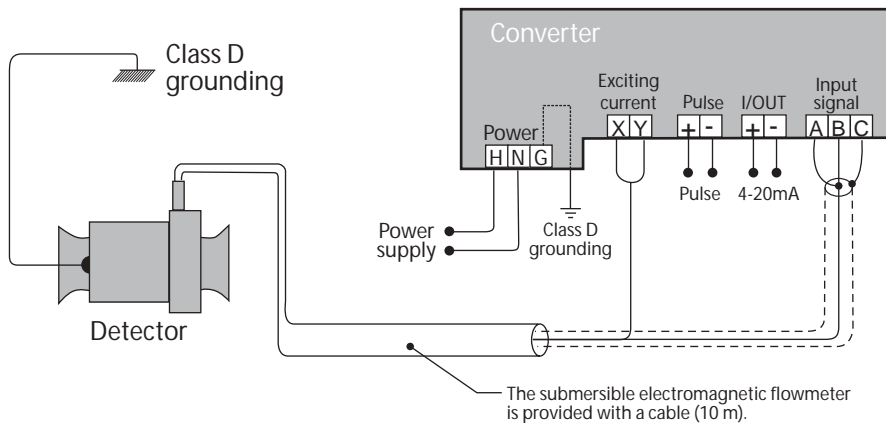 Converter
Class D
grounding
Exciting
current
Pulse
I/OUT
Input
signal
X Y
+ -
+ -
A B C
Power
H N G
Pulse
4-20mA
Power
supply
Class D
grounding
Detector
The submersible electromagnetic flowmeter
is provided with a cable (10 m).